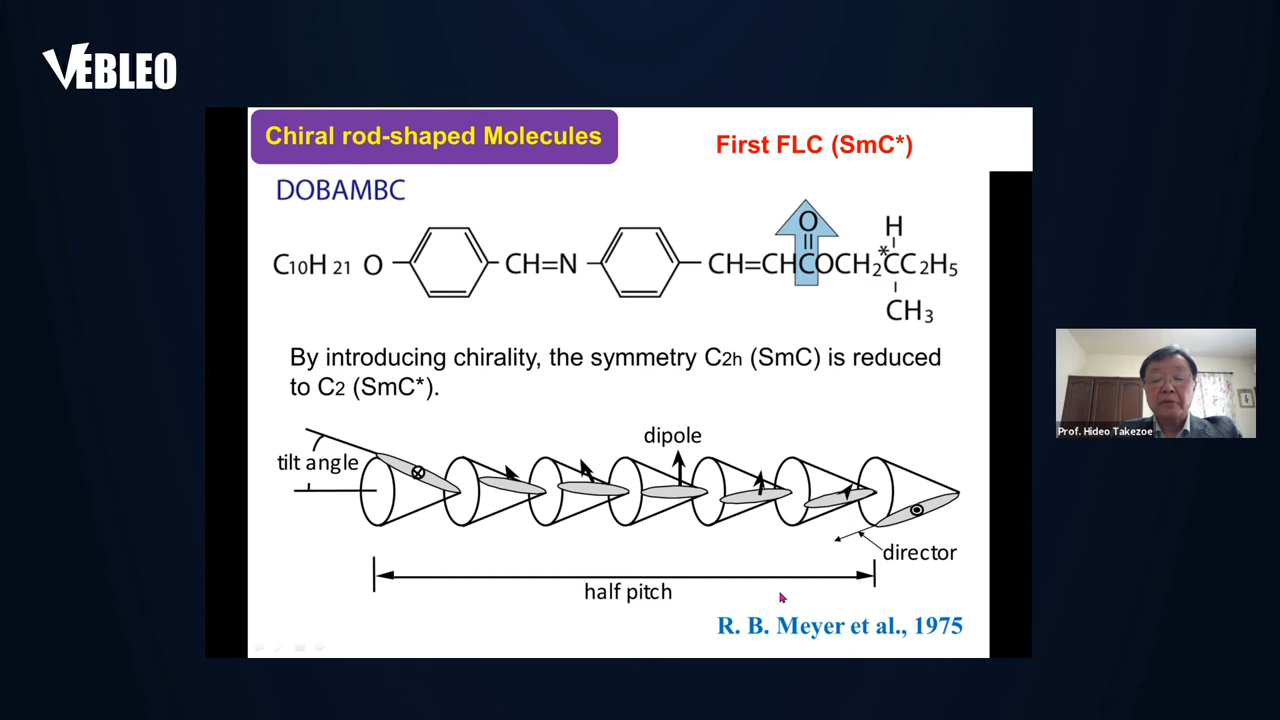 VEBLEO
Chiral rod-shaped Molecules
First FLC (SmC*)
DOBAMBC
O
H
C10H 21 O
CH=N
CH=CHCOCH2CC2H5
*
CH3
By introducing chirality, the symmetry C2h (SmC) is reduced
to C2 (SmC*).
dipole
tilt angle
director
half pitch
R. B. Meyer et al., 1975
Prof. Hideo Takezoe